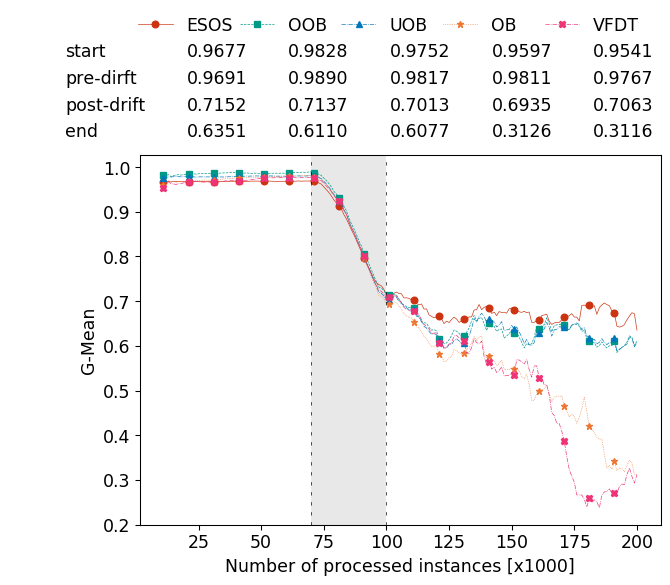 ESOS OOB UOB OB VFDT
start 0.9677 0.9828 0.9752 0.9597 0.9541
pre-dirft 0.9691 0.9890 0.9817 0.9811 0.9767
post-drift 0.7152 0.7137 0.7013 0.6935 0.7063
end 0.6351 0.6110 0.6077 0.3126 0.3116
1.0
0.9
0.8
0.7
0.6
0.5
0.4
0.3
0.2
G-Mean
25 50 75 100 125 150 175 200
Number of processed instances [x1000]